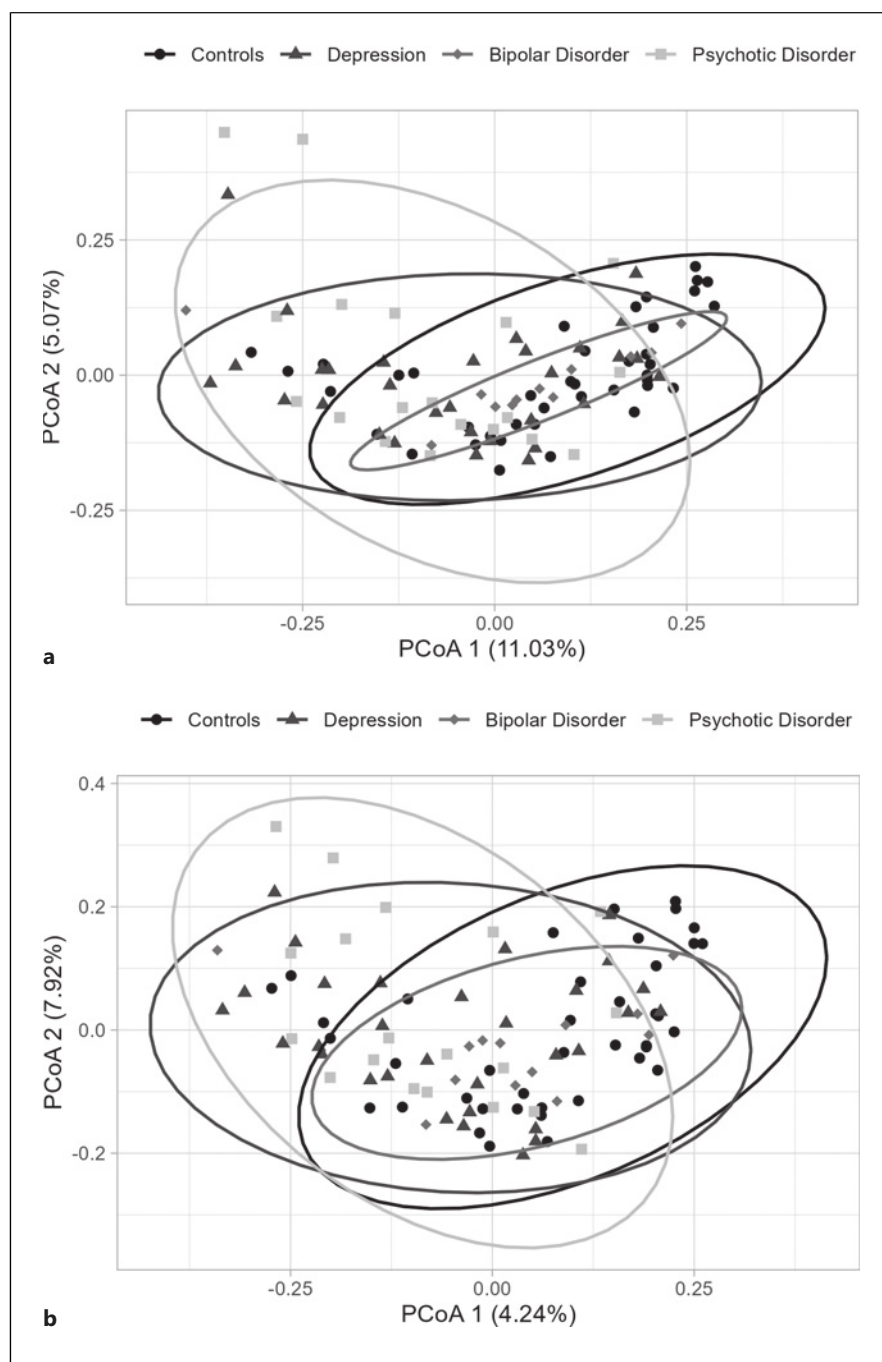 Controls Depression Bipolar Disorder Psychotic Disorder
0.25
0.00
-0.25
PCoA 2 (5.07%)
-0.25 0.00 0.25
PCoA 1 (11.03%)
a
Controls Depression Bipolar Disorder Psychotic Disorder
0.4
0.2
0.0
-0.2
PCoA 2 (7.92%)
-0.25 0.00 0.25
PCoA 1 (4.24%)
b